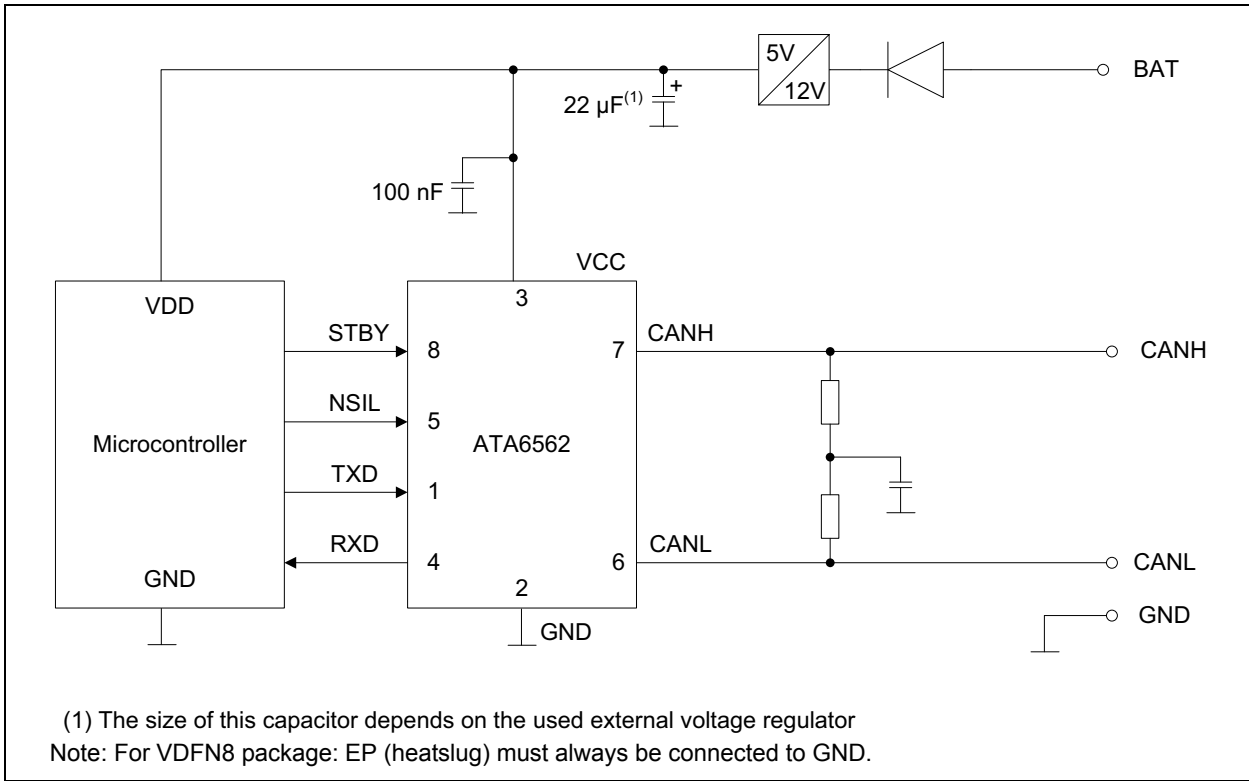 5V
12V
BAT
22 µF(1)
+
100 nF
VCC
VDD
3
STBY
8
7
CANH
CANH
NSIL
5
Microcontroller
ATA6562
TXD
1
RXD
4
6
CANL
CANL
GND
2
GND
GND
(1) The size of this capacitor depends on the used external voltage regulator
Note: For VDFN8 package: EP (heatslug) must always be connected to GND.